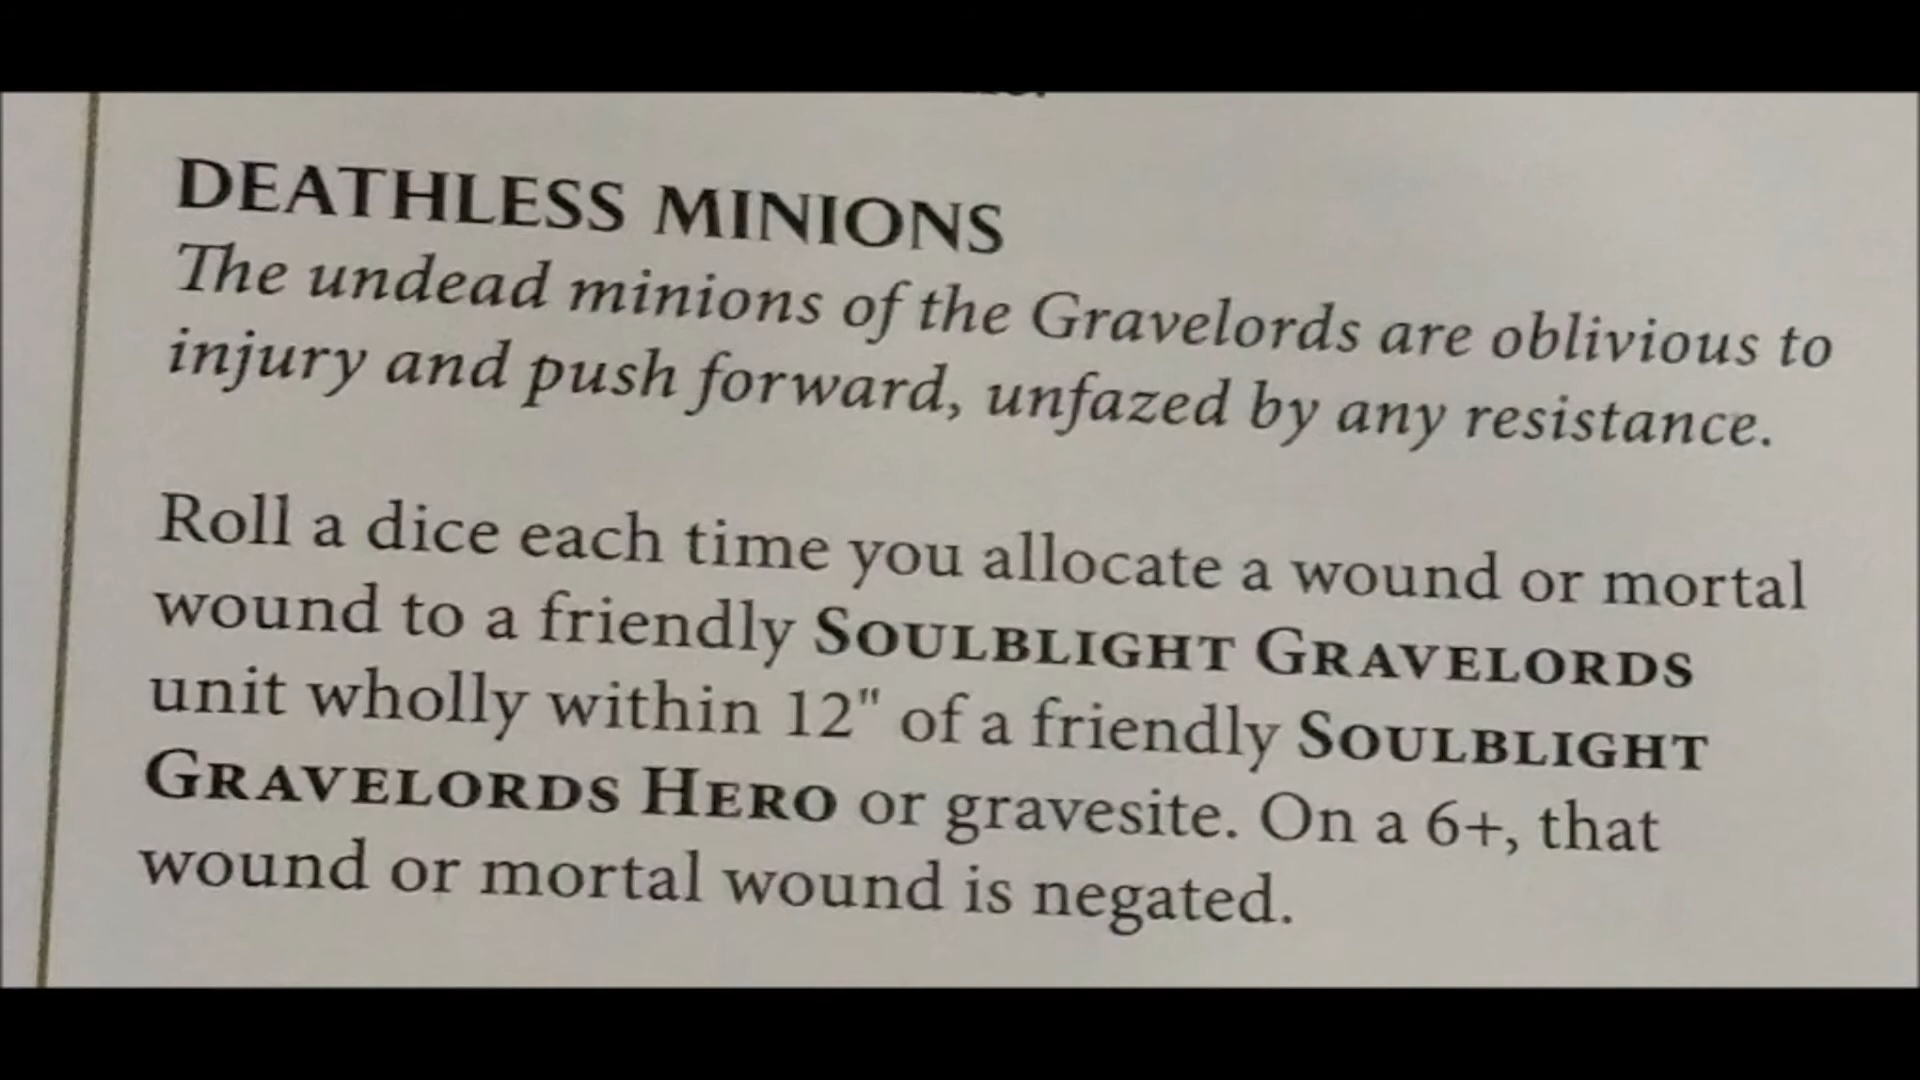 DEATHLESS MINIONS
The undead minions of the Gravelords are oblivious to
injury and push forward, unfazed by any resistance.
Roll a dice each time you allocate a wound or mortal
wound to a friendly SOULBLIGHT GRAVELORDS
unit wholly within 12" of a friendly SOULBLIGHT
GRAVELORDS HERO or gravesite. On a 6+, that
wound or mortal wound is negated.